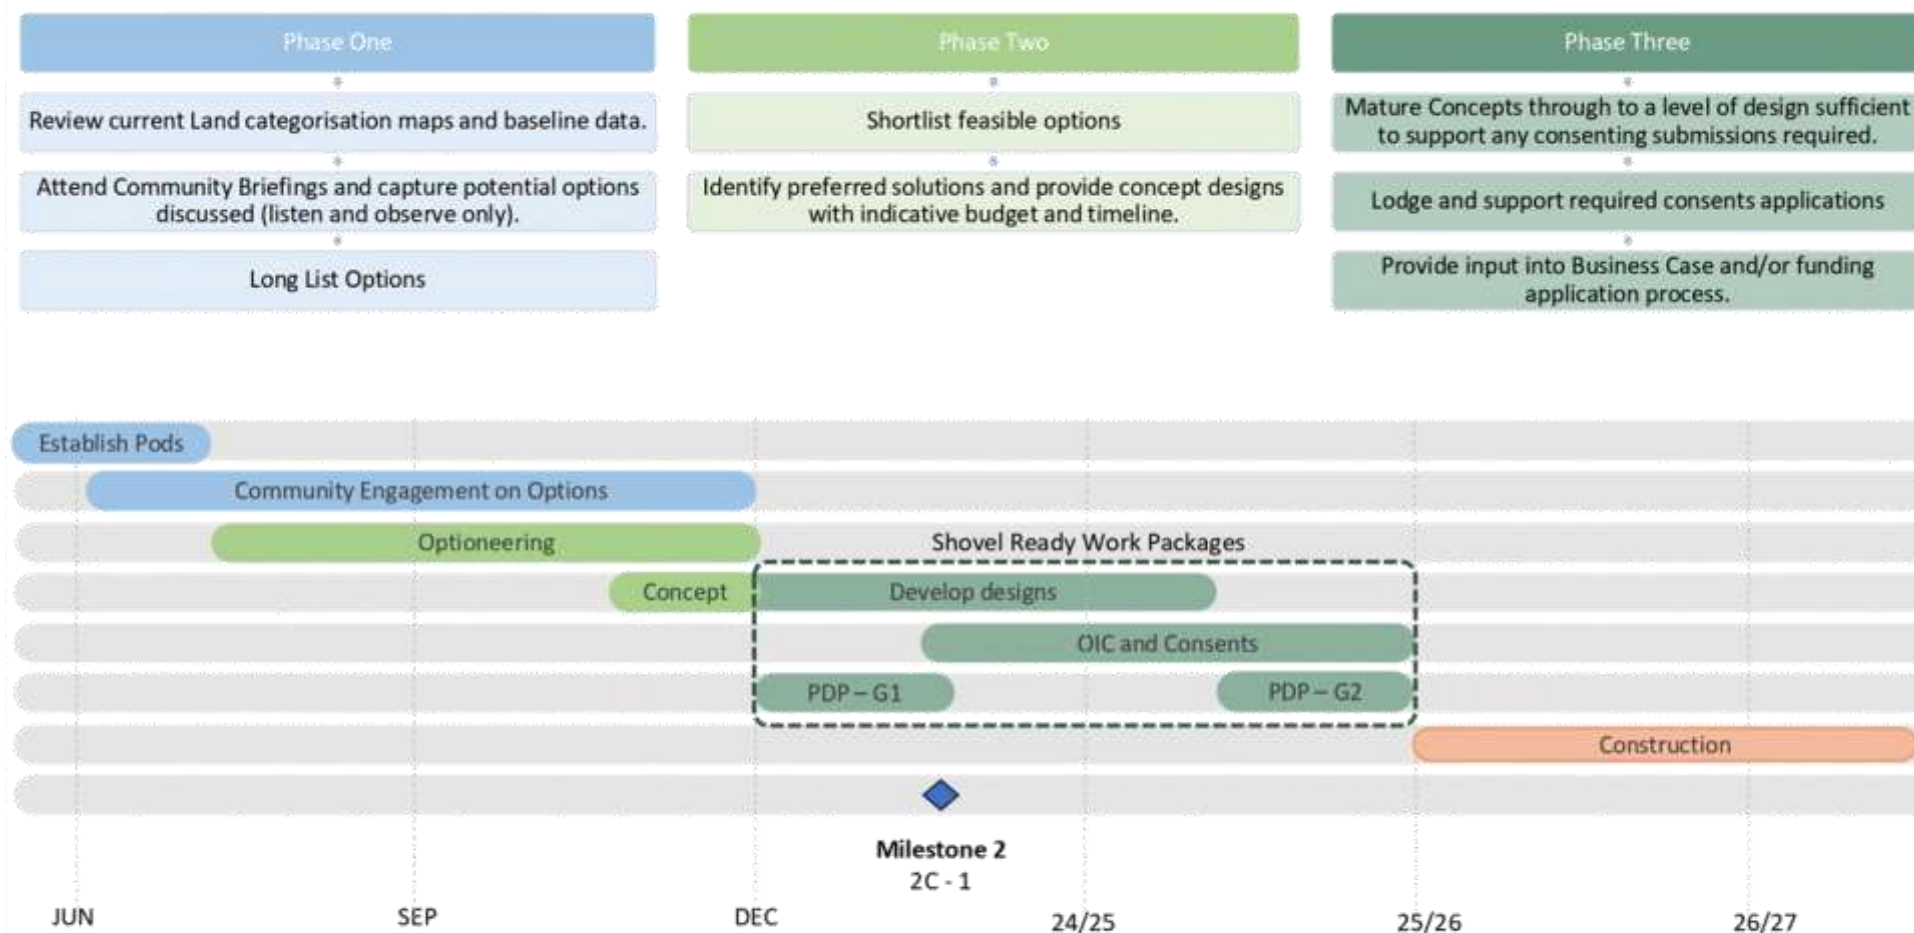 Phase One
Review current Land categorisation maps and baseline data.
Attend Community Briefings and capture potential options
discussed (listen and observe only).
Long List Options
Phase Two
Shortlist feasible options
Identify preferred solutions and provide concept designs
with indicative budget and timeline.
Phase Three
Mature Concepts through to a level of design sufficient
to support any consenting submissions required.
Lodge and support required consents applications
Provide input into Business Case and/or funding
application process.
Establish Pods
Community Engagement on Options
Optioneering
Shovel Ready Work Packages
Concept
Develop designs
OIC and Consents
PDP – G1
PDP – G2
Construction
Milestone 2
2C - 1
JUN
SEP
DEC
24/25
25/26
26/27